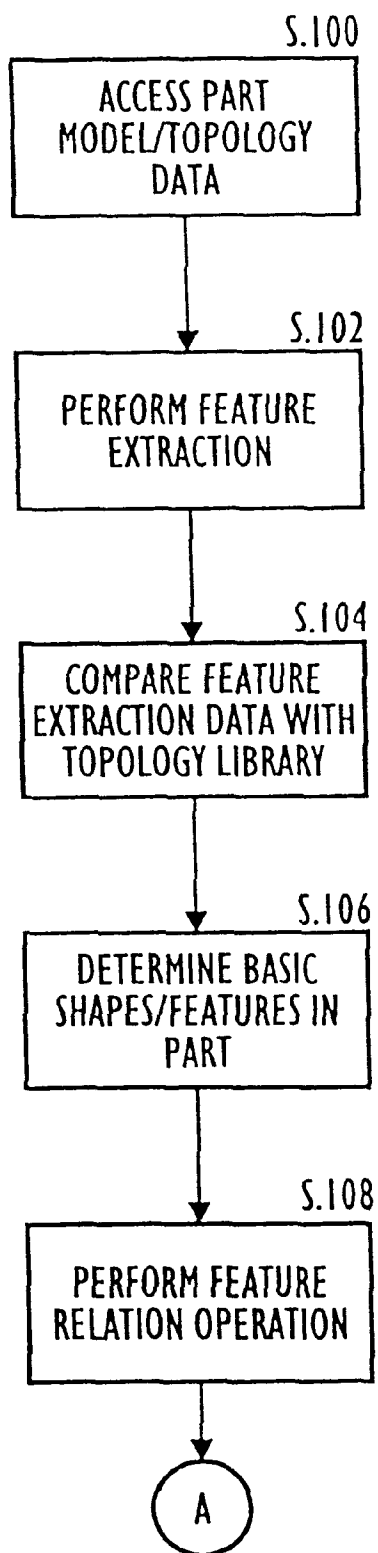 S.100
ACCESS PART
MODEL/TOPOLOGY
DATA
S.102
PERFORM FEATURE
EXTRACTION
S.104
COMPARE FEATURE
EXTRACTION DATA WITH
TOPOLOGY LIBRARY
S.106
DETERMINE BASIC
SHAPES/FEATURES IN
PART
S.108
PERFORM FEATURE
RELATION OPERATION
A